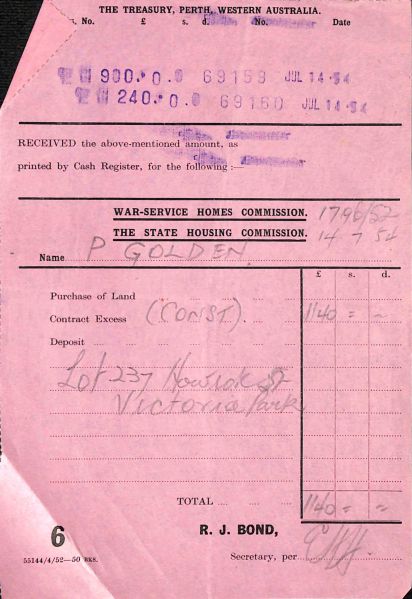 THE TREASURY, PERTH, WESTERN AUSTRALIA.
s. No. £ s. d. No. Date
900. 0. 0 69159 JUL 14 · 54
240. 0. 0 69160 JUL 14 · 54
RECEIVED the above-mentioned amount, as
printed by Cash Register, for the following :—
WAR-SERVICE HOMES COMMISSION. 1796/52
THE STATE HOUSING COMMISSION. 14 7 54
Name P GOLDEN
£ s. d.
Purchase of Land
Contract Excess (CONST). 1140 = ~
Deposit
Lot 237 Howick St
Victoria Park
TOTAL 1140 = ~
6 R. J. BOND,
55144/4/52—50 BKS. Secretary, per